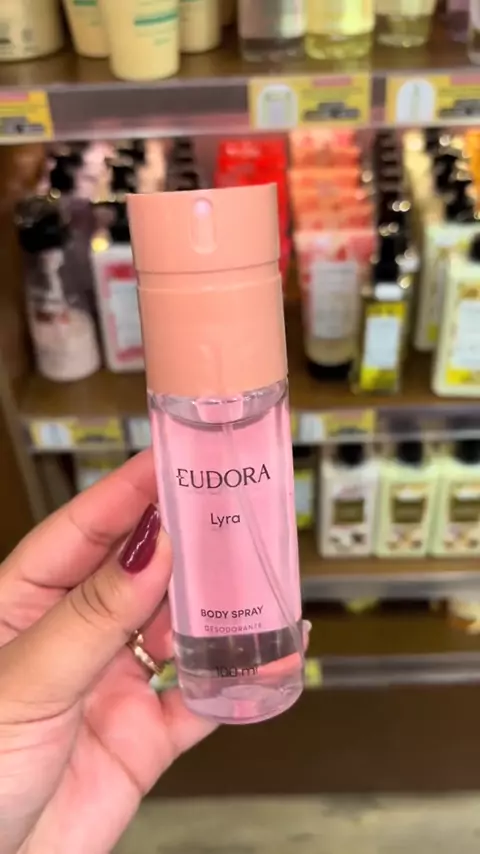 EUDORA
Lyra
BODY SPRAY
DESODORANTE
100 ml